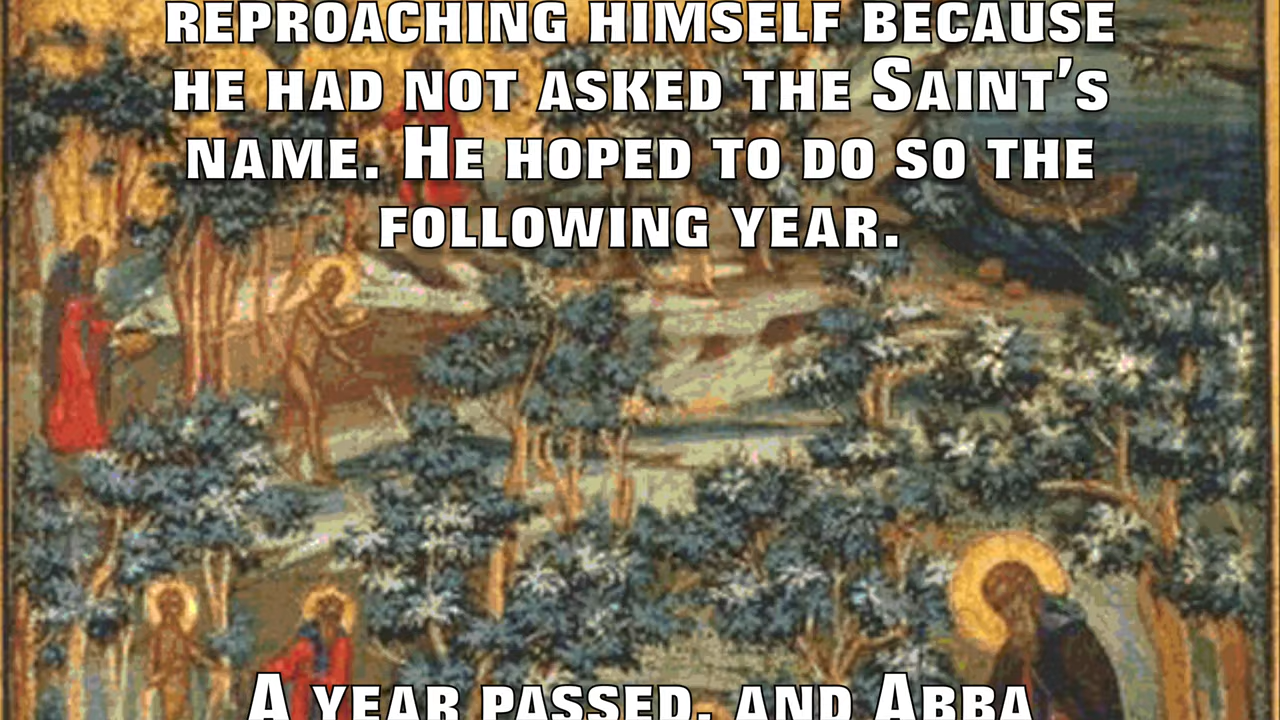 REPROACHING HIMSELF BECAUSE
HE HAD NOT ASKED THE SAINT'S
NAME. HE HOPED TO DO SO THE
FOLLOWING YEAR.
A YEAR PASSED, AND ABBA